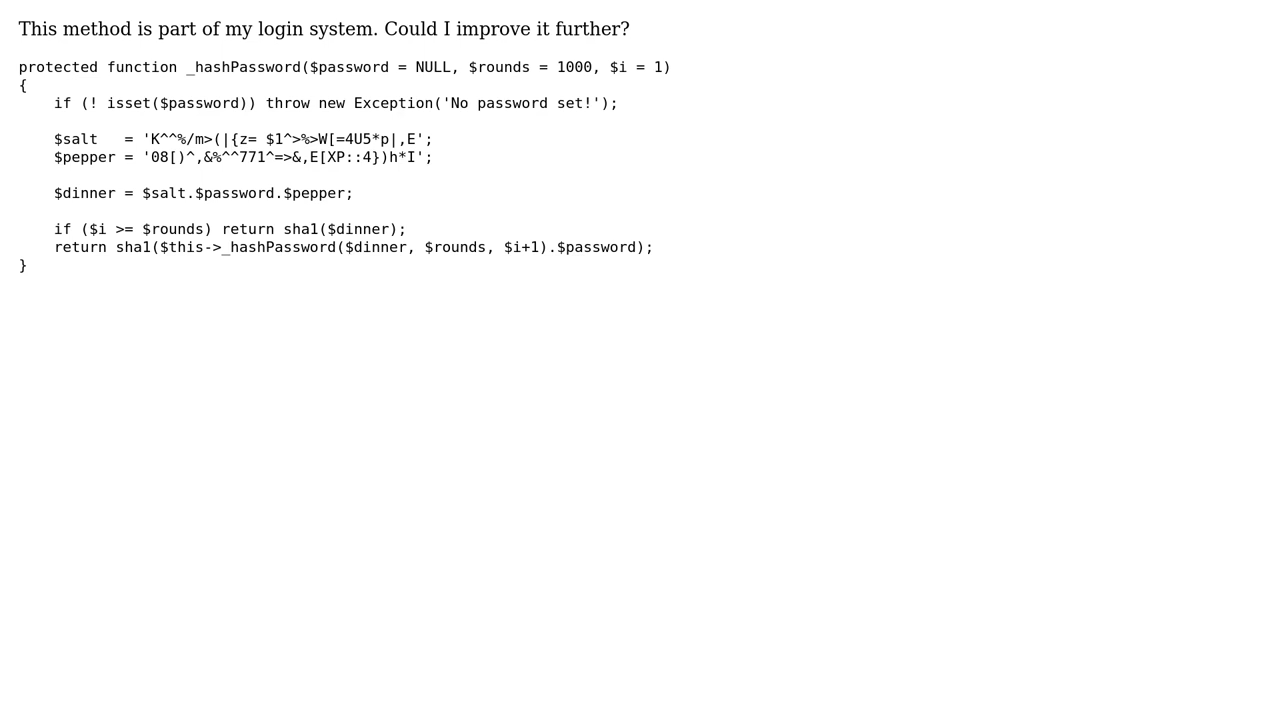 This method is part of my login system. Could I improve it further?
protected function _hashPassword($password = NULL, $rounds = 1000, $i = 1)
{
    if (! isset($password)) throw new Exception('No password set!');
    $salt   = 'K^^%/m>(|{z= $1^>%>W[=4U5*p|,E';
    $pepper = '08[)^,&%^^771^=>&,E[XP::4})h*I';
    $dinner = $salt.$password.$pepper;
    if ($i >= $rounds) return sha1($dinner);
    return sha1($this->_hashPassword($dinner, $rounds, $i+1).$password);
}